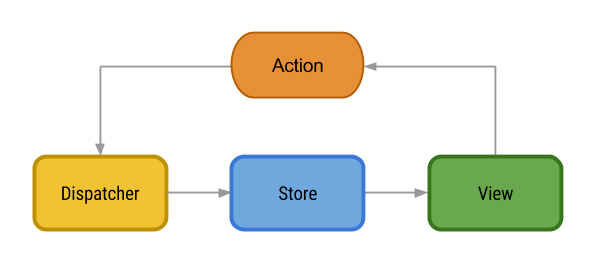 Action
Dispatcher
Store
View